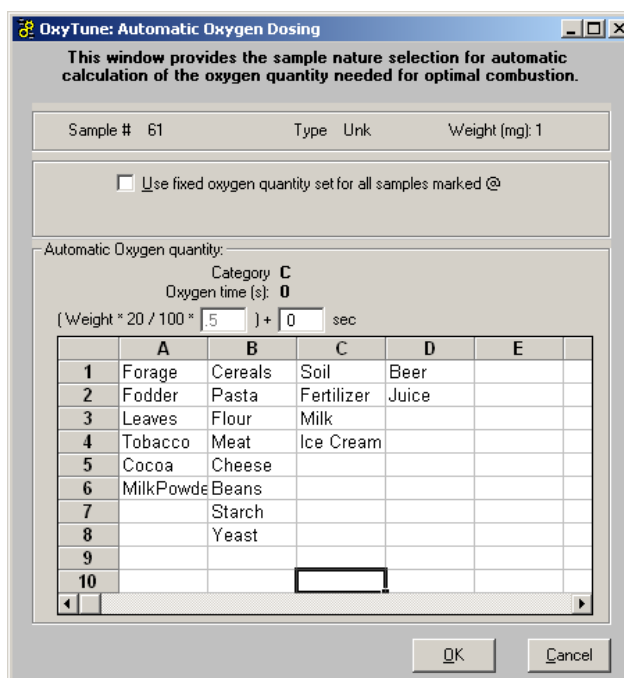 OxyTune: Automatic Oxygen Dosing
This window provides the sample nature selection for automatic
calculation of the oxygen quantity needed for optimal combustion.
Sample # 61 Type Unk Weight (mg): 1
Use fixed oxygen quantity set for all samples marked @
Automatic Oxygen quantity:
Category C
Oxygen time (s): 0
( Weight * 20 / 100 * .5 ) + 0 sec
A B C D E
1 Forage Cereals Soil Beer
2 Fodder Pasta Fertilizer Juice
3 Leaves Flour Milk
4 Tobacco Meat Ice Cream
5 Cocoa Cheese
6 MilkPowde Beans
7 Starch
8 Yeast
9
10
OK Cancel